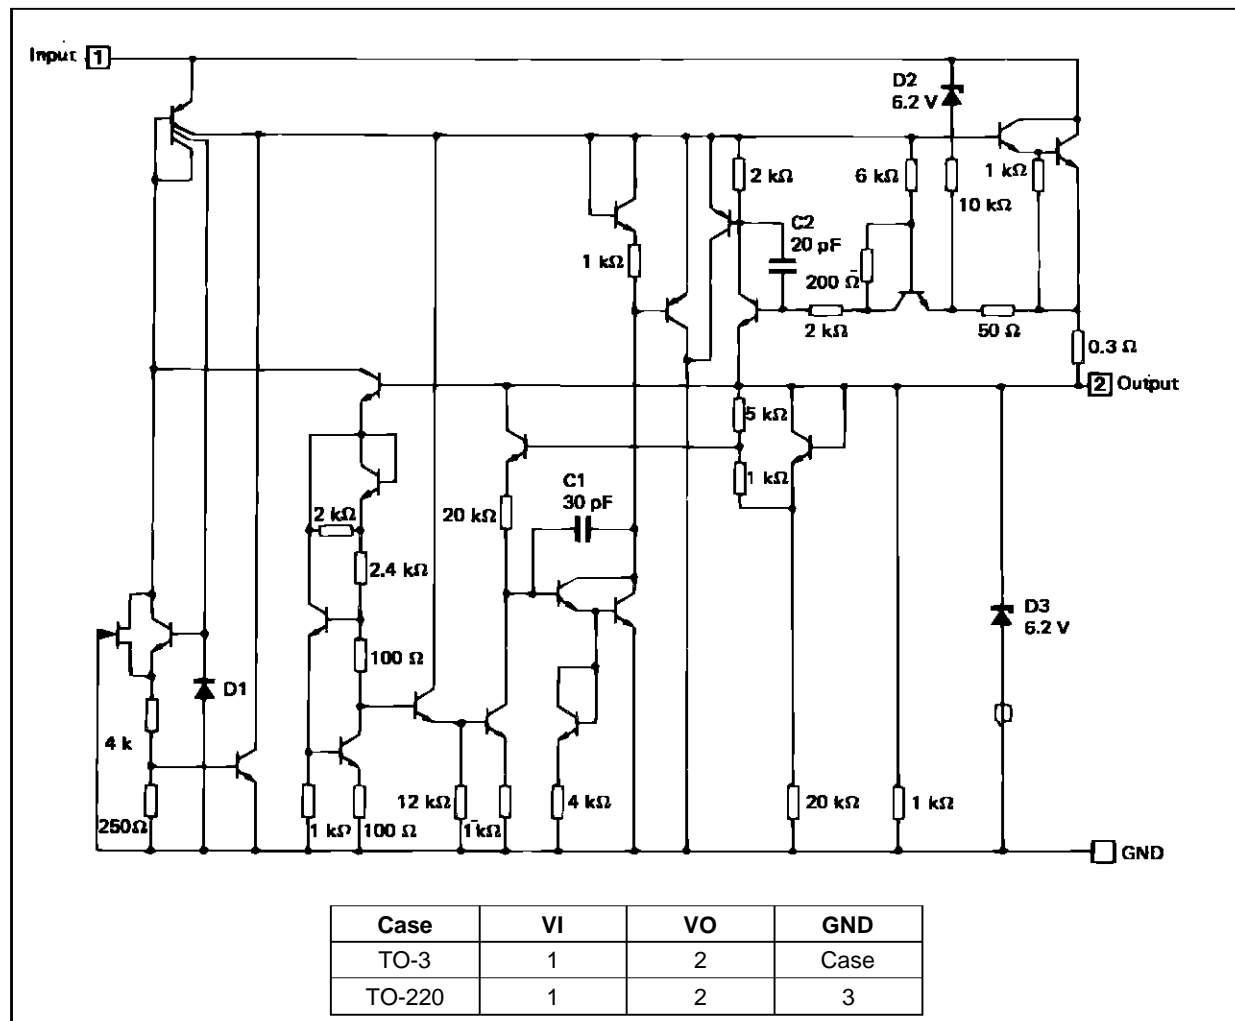 Input 1
D2
6.2 V
2 kΩ
6 kΩ
1 kΩ
10 kΩ
C2
20 pF
1 kΩ
200 Ω
2 kΩ
50 Ω
0.3 Ω
2 Output
5 kΩ
C1
30 pF
1 kΩ
2 kΩ
20 kΩ
2.4 kΩ
D3
6.2 V
100 Ω
D1
4 k
12 kΩ
4 kΩ
20 kΩ
1 kΩ
250Ω
1 kΩ
100 Ω
1 kΩ
GND
Case VI VO GND
TO-3 1 2 Case
TO-220 1 2 3